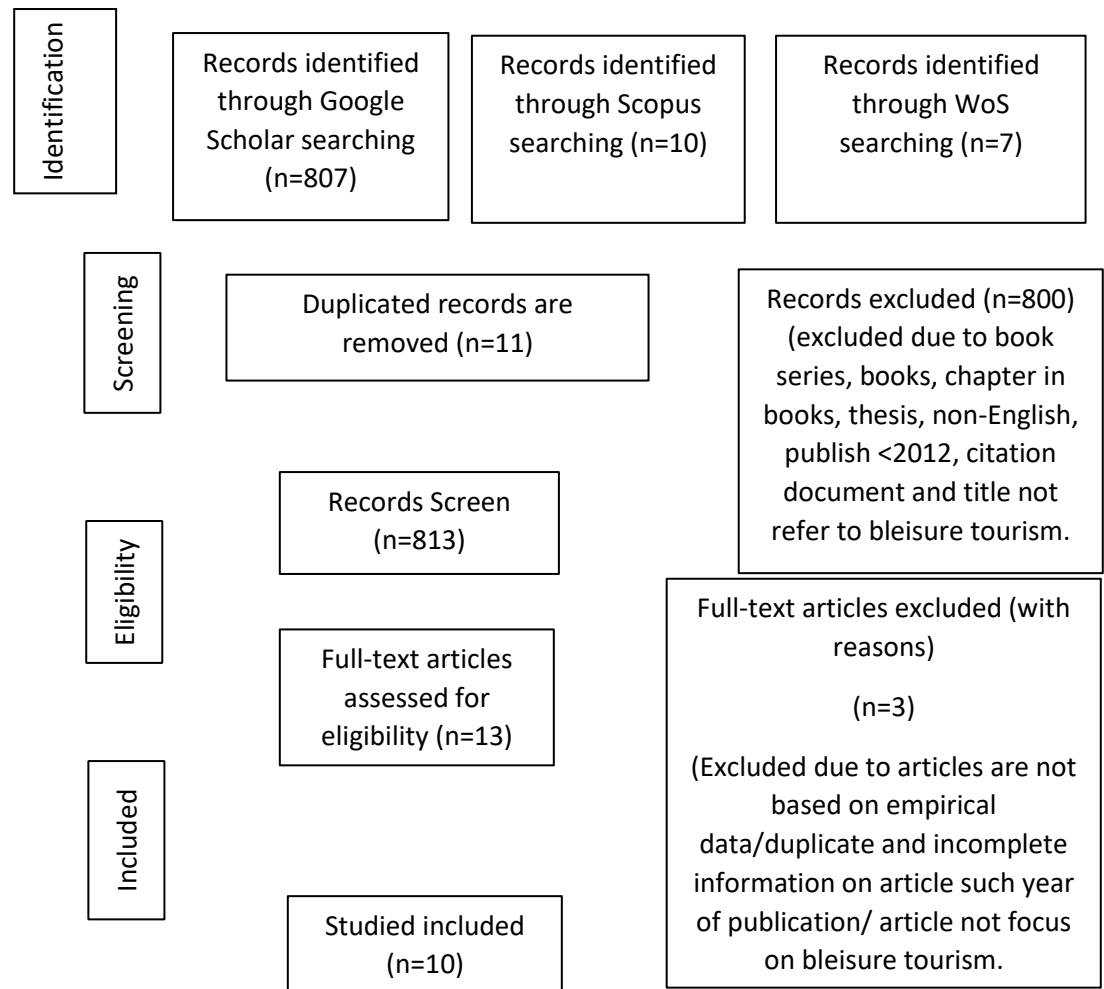 Identification
Records identified
through Google
Scholar searching
(n=807)
Records identified
through Scopus
searching (n=10)
Records identified
through WoS
searching (n=7)
Screening
Duplicated records are
removed (n=11)
Records excluded (n=800)
(excluded due to book
series, books, chapter in
books, thesis, non-English,
publish <2012, citation
document and title not
refer to bleisure tourism.
Records Screen
(n=813)
Eligibility
Full-text articles
assessed for
eligibility (n=13)
Full-text articles excluded (with
reasons)
(n=3)
(Excluded due to articles are not
based on empirical
data/duplicate and incomplete
information on article such year
of publication/ article not focus
on bleisure tourism.
Included
Studied included
(n=10)